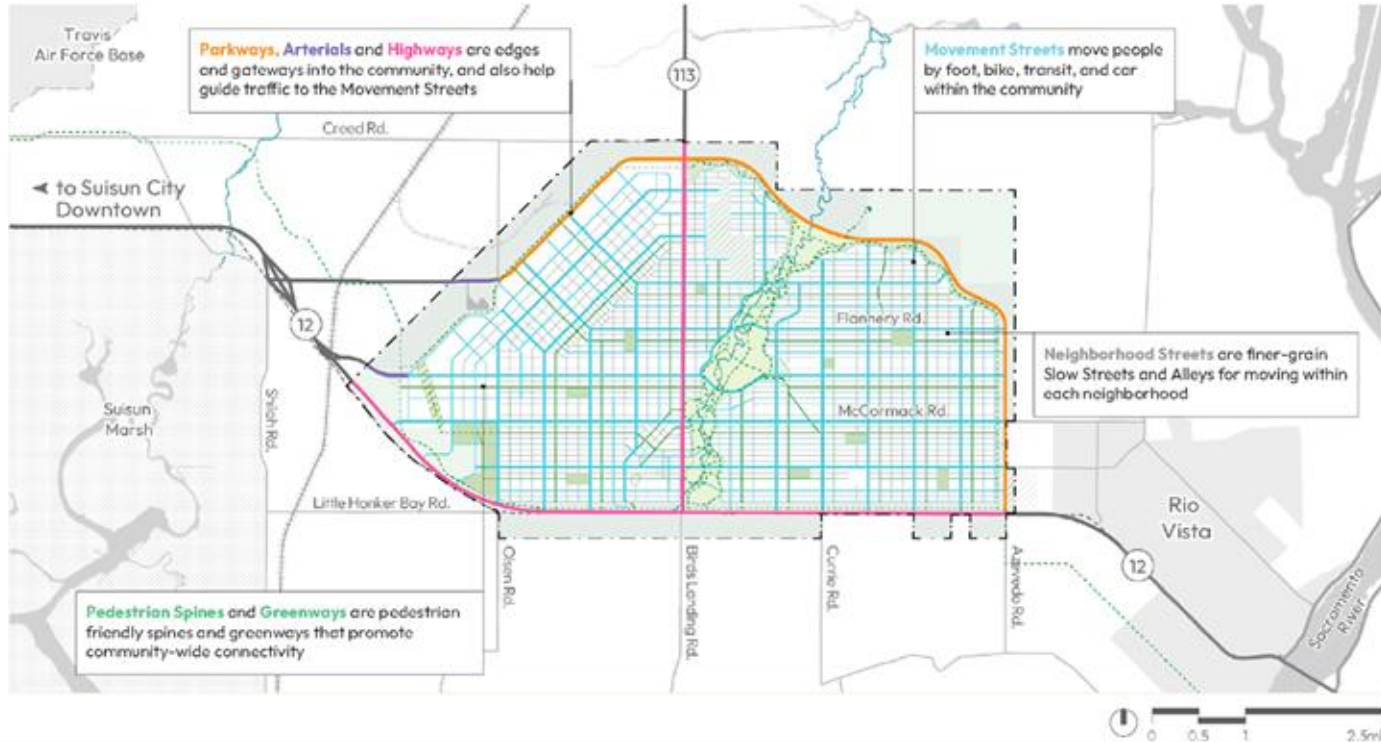 Travis
Air Force Base
Parkways, Arterials and Highways are edges
and gateways into the community, and also help
guide traffic to the Movement Streets
113
Movement Streets move people
by foot, bike, transit, and car
within the community
Creed Rd.
to Suisun City
Downtown
12
Flannery Rd.
Neighborhood Streets are finer-grain
Slow Streets and Alleys for moving within
each neighborhood
McCormack Rd.
Suisun
Marsh
Shiloh Rd.
Little Honker Bay Rd.
Rio
Vista
Olsen Rd.
Birds Landing Rd.
Currie Rd.
Azevedo Rd.
12
Sacramento
River
Pedestrian Spines and Greenways are pedestrian
friendly spines and greenways that promote
community-wide connectivity
0 0.5 1 2.5mi